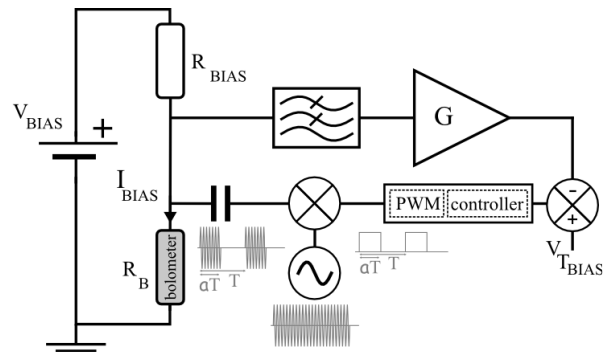 R BIAS
V BIAS
+
G
I BIAS
PWM controller
-
+
R B
bolometer
aT T
aT T
V T BIAS